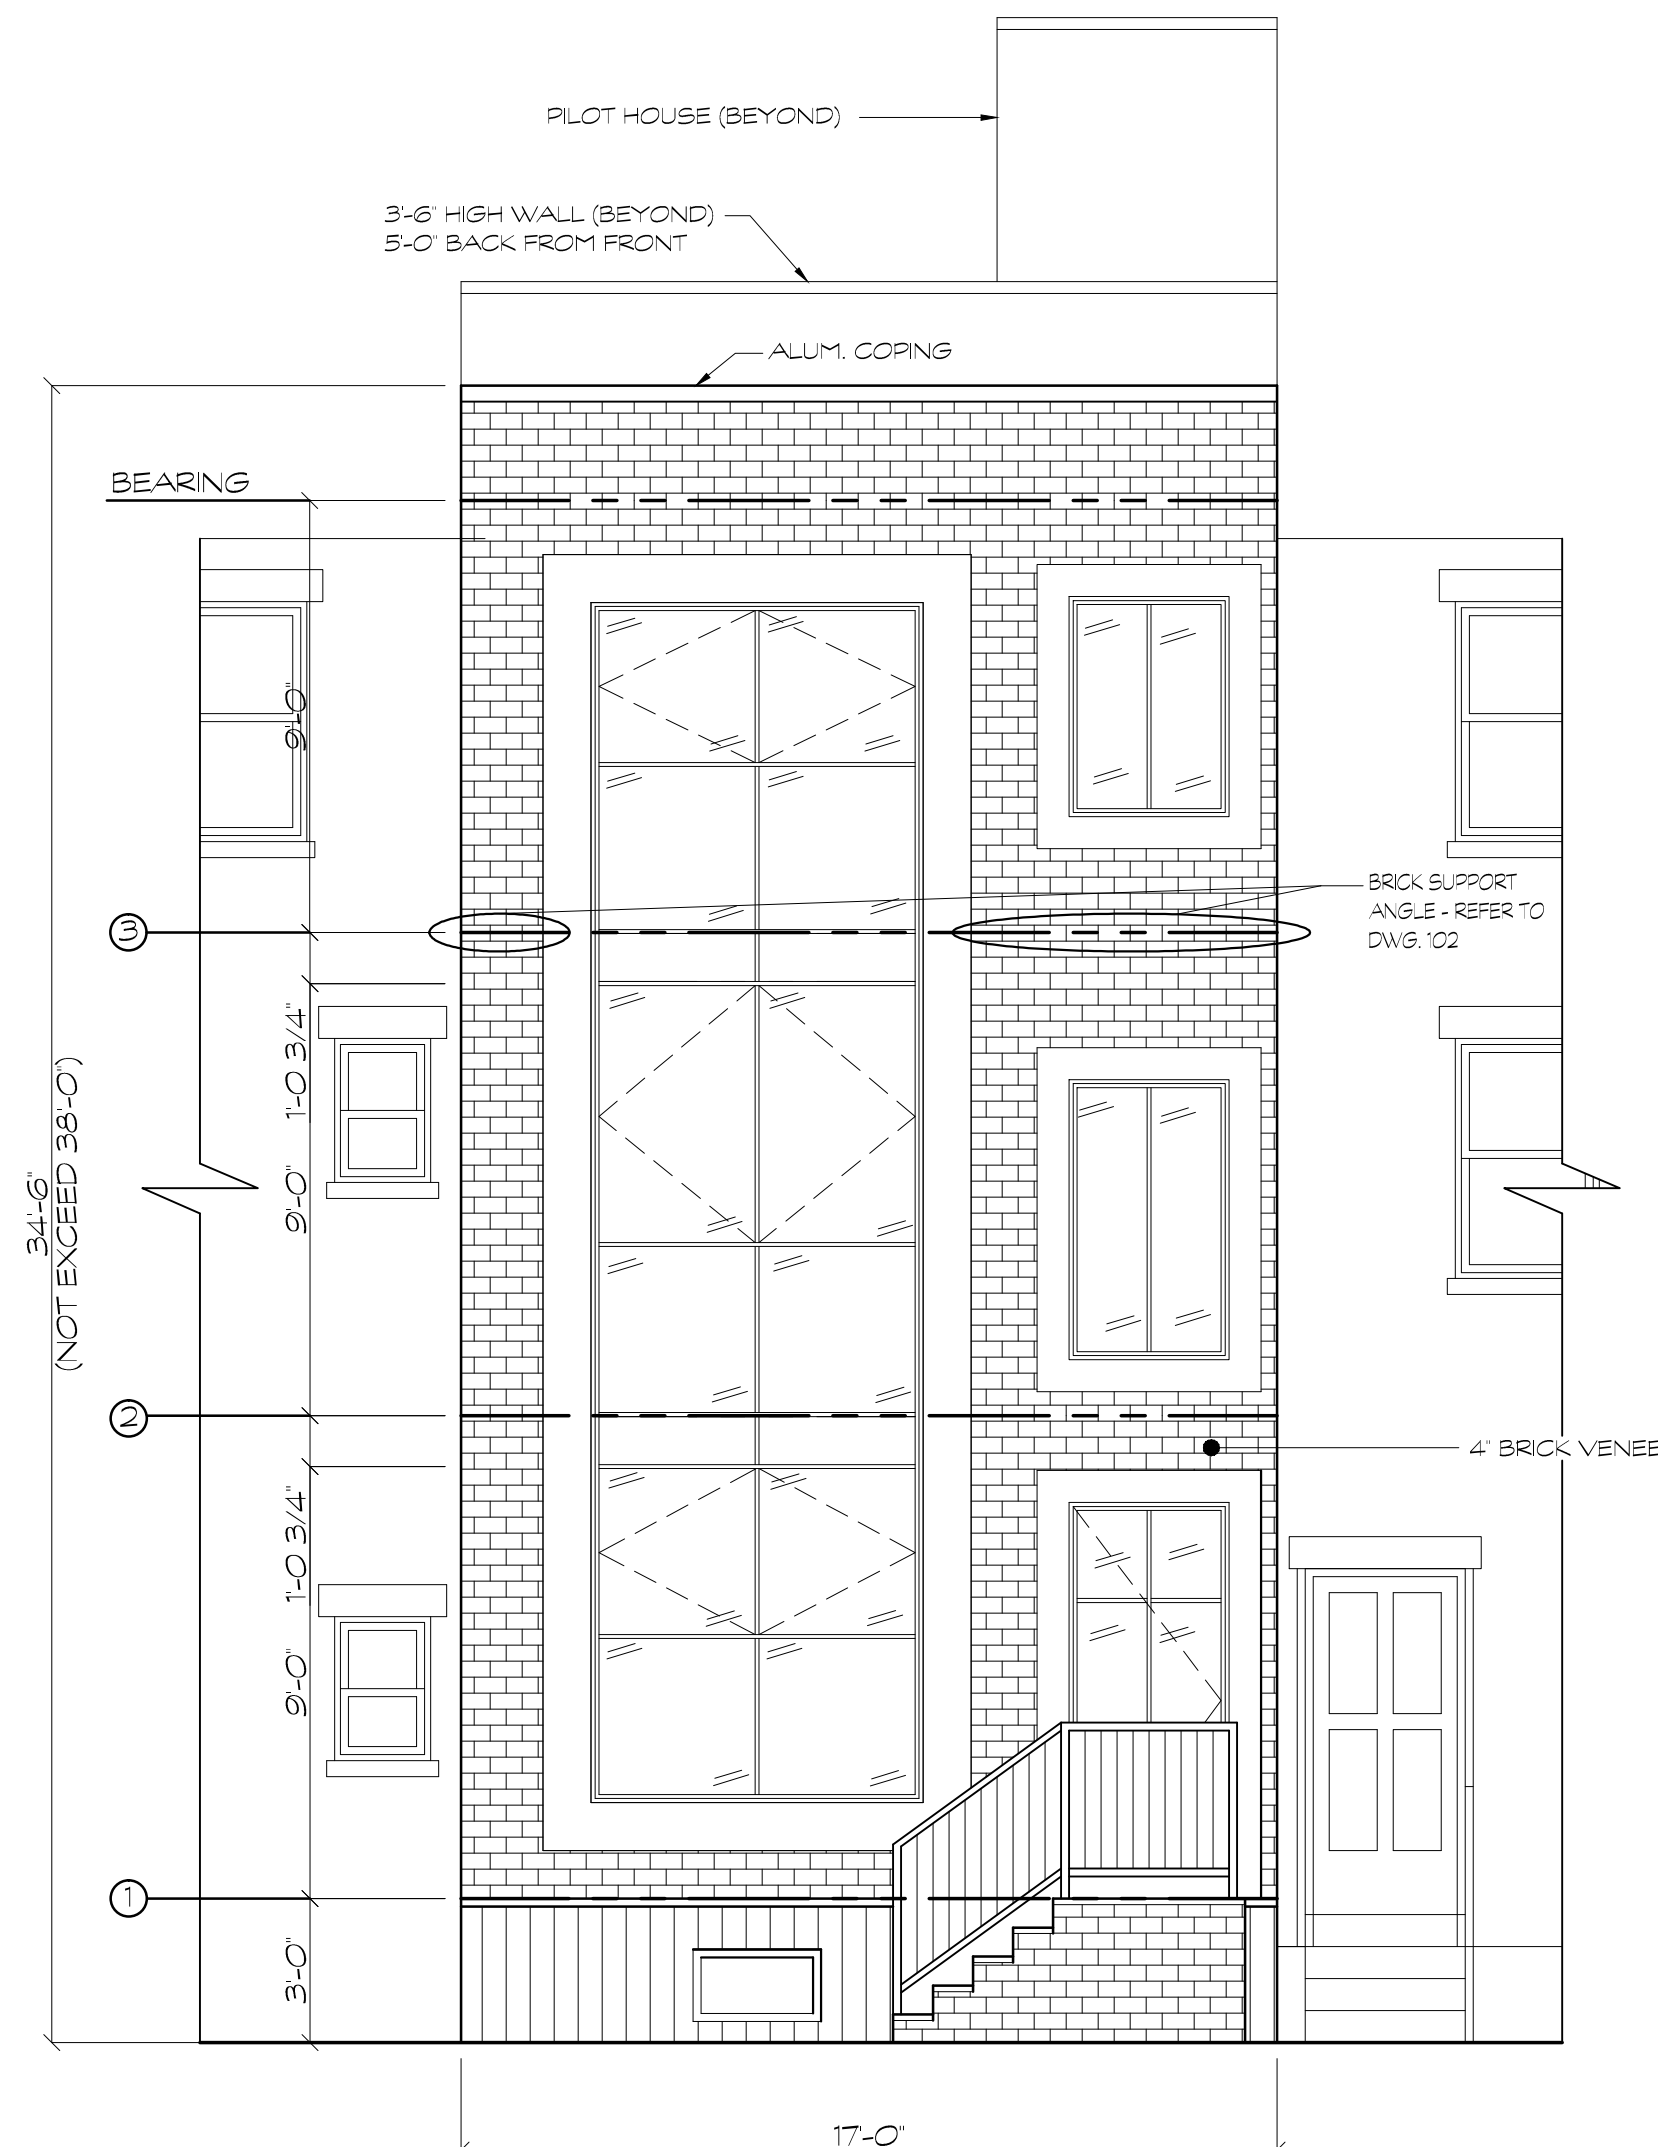 PILOT HOUSE (BEYOND)
3'-6" HIGH WALL (BEYOND)
5'-0" BACK FROM FRONT
ALUM. COPING
BEARING
9'-0"
BRICK SUPPORT
ANGLE - REFER TO
DWG. 102
3
1'-0 3/4"
34'-6"
(NOT EXCEED 38'-0")
9'-0"
2
4" BRICK VENEE
1'-0 3/4"
9'-0"
1
3'-0"
17'-0"